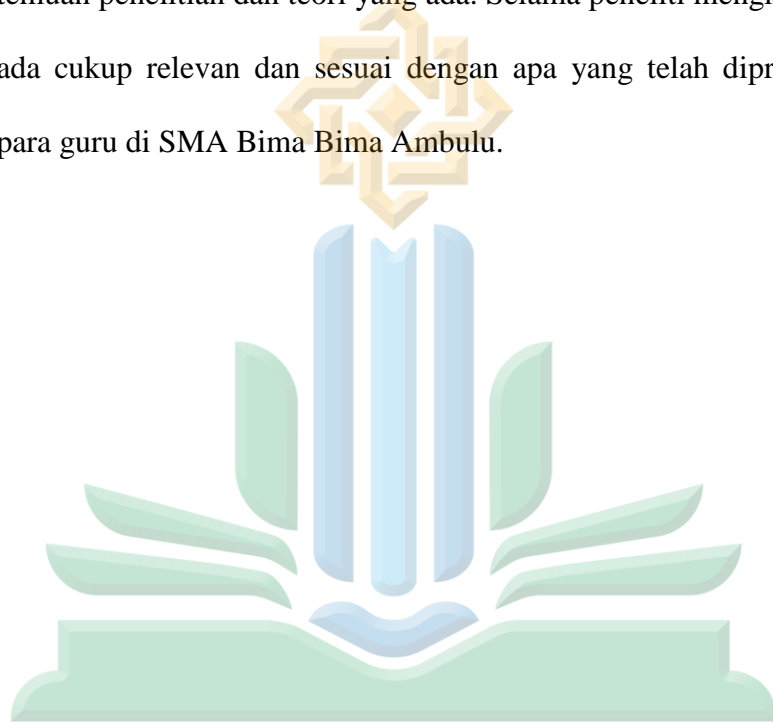 penelitian dan teori yang ada. Selama peneliti
ada cukup relevan dan sesuai dengan apa yang telah
para guru di SMA Bima Bima Ambulu.